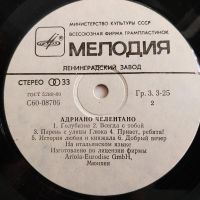 МИНИСТЕРСТВО КУЛЬТУРЫ СССР
ВСЕСОЮЗНАЯ ФИРМА ГРАМПЛАСТИНОК
МЕЛОДИЯ
ЛЕНИНГРАДСКИЙ ЗАВОД
СТЕРЕО 33
ГОСТ 5289-80 Гр. 3. 3-25
С60-08705 2
АДРИАНО ЧЕЛЕНТАНО
1. Голубизна 2. Всегда с тобой
3. Парень с улицы Глюка 4. Привет, ребята!
5. История любви и кинжала 6. Добрый вечер
На итальянском языке
Изготовлено по лицензии фирмы
Ariola-Eurodisc GmbH,
Мюнхен